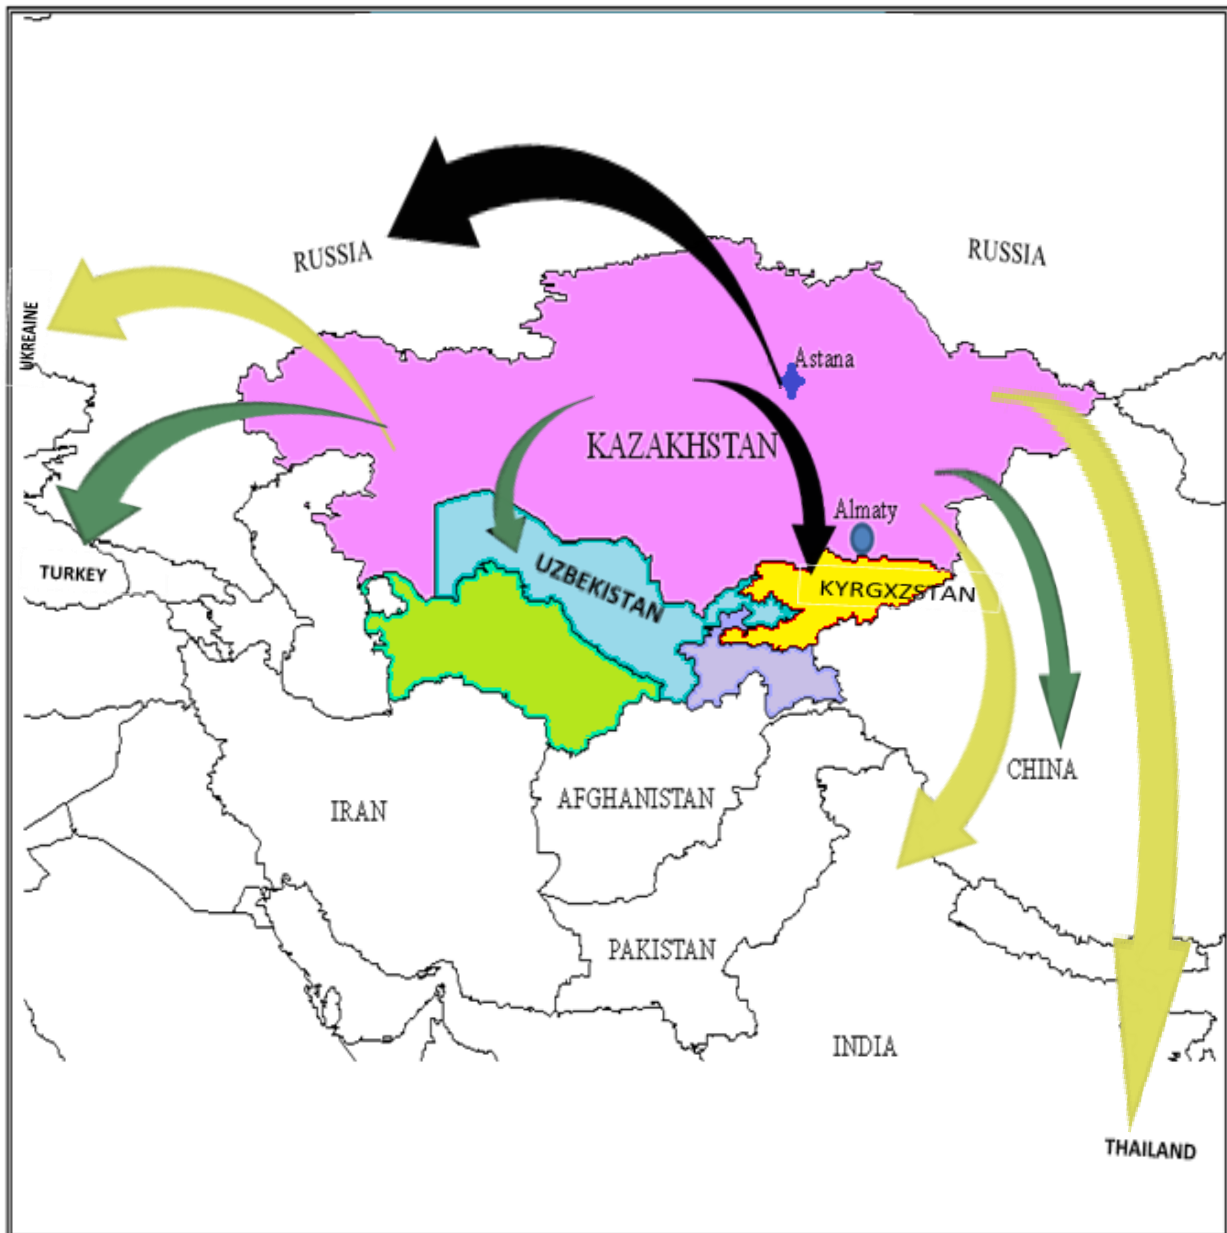 RUSSIA
RUSSIA
UKREAINE
Astana
KAZAKHSTAN
Almaty
TURKEY
UZBEKISTAN
KYRGXZSTAN
CHINA
IRAN
AFGHANISTAN
PAKISTAN
INDIA
THAILAND